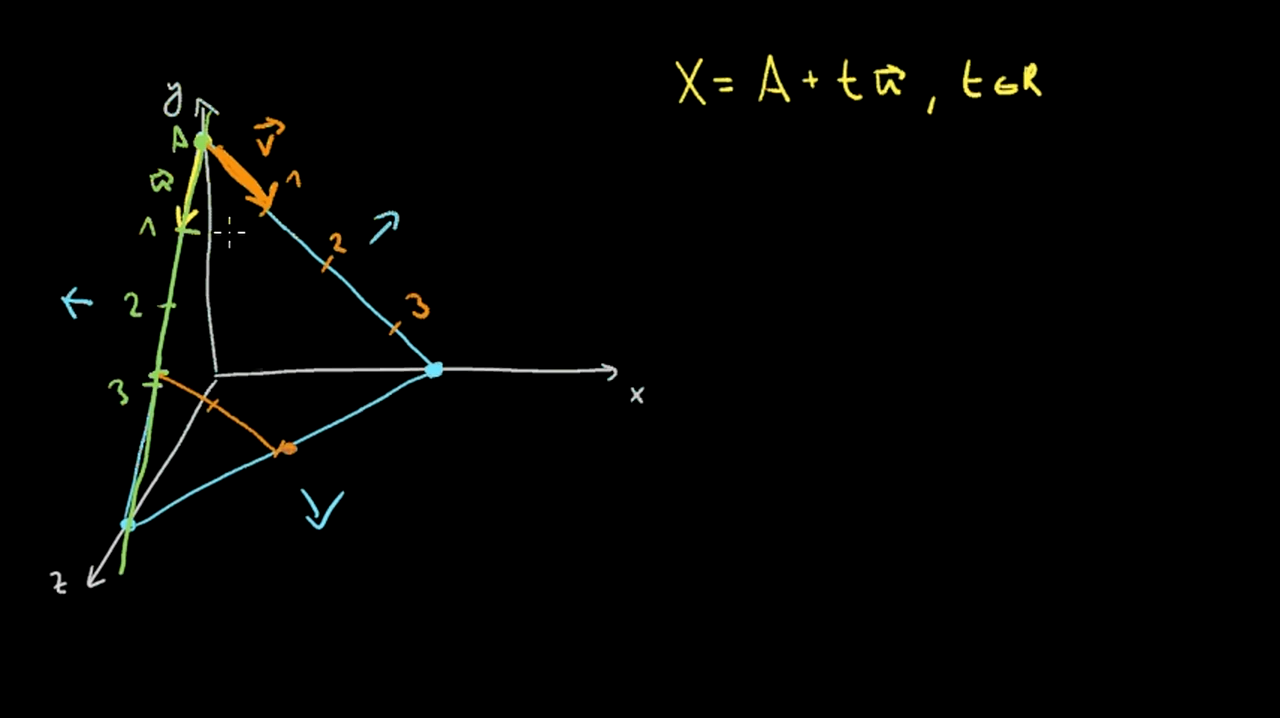 X = A + t u⃗, t ∈ R
y
A
v⃗
u⃗
1
1
2
2
3
3
x
z